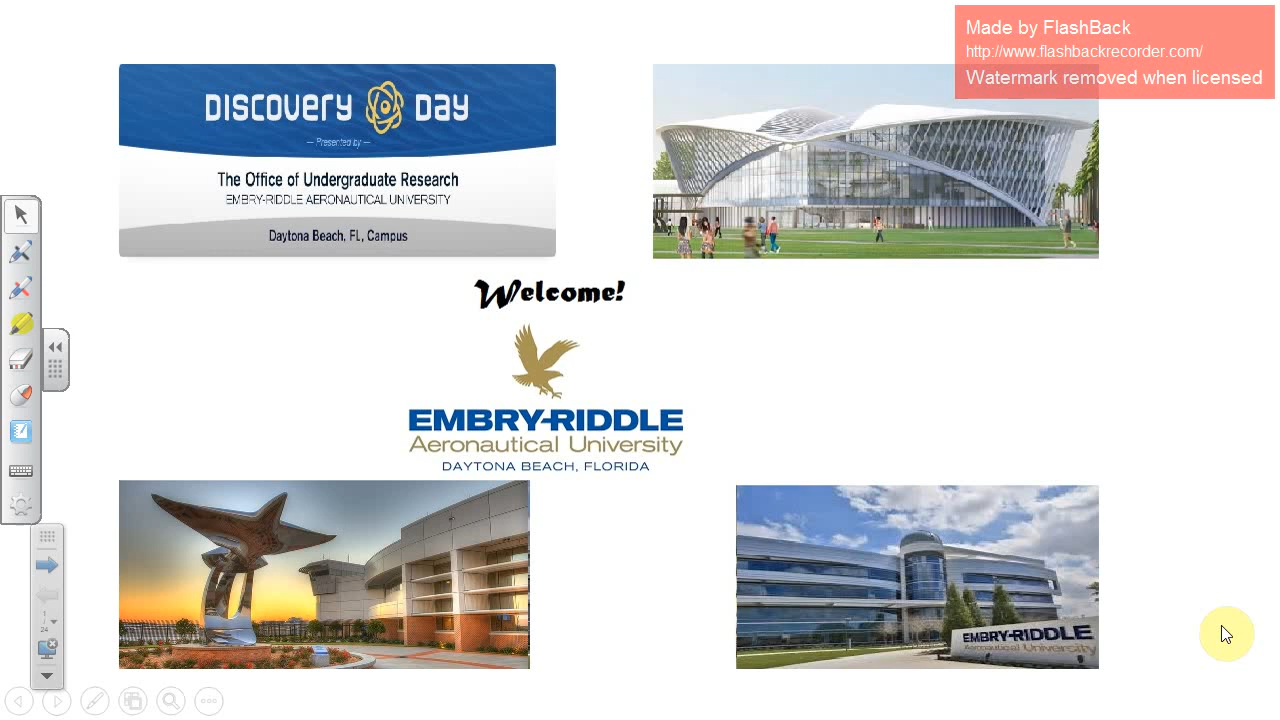 Made by FlashBack
http://www.flashbackrecorder.com/
Watermark removed when licensed
DISCOVERY DAY
— Presented by —
The Office of Undergraduate Research
EMBRY-RIDDLE AERONAUTICAL UNIVERSITY
Daytona Beach, FL, Campus
Welcome!
EMBRY-RIDDLE
Aeronautical University
DAYTONA BEACH, FLORIDA
EMBRY-RIDDLE
Aeronautical University
1
/
24